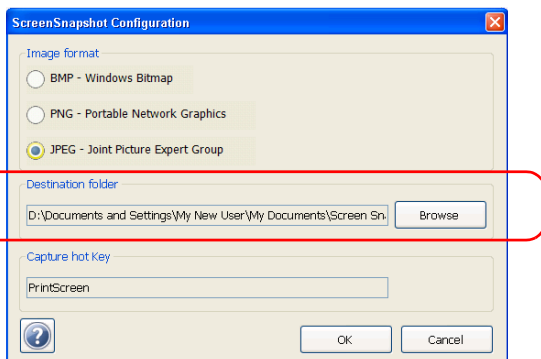 ScreenSnapshot Configuration
Image format
BMP - Windows Bitmap
PNG - Portable Network Graphics
JPEG - Joint Picture Expert Group
Destination folder
D:\Documents and Settings\My New User\My Documents\Screen Sn
Browse
Capture hot Key
PrintScreen
?
OK
Cancel